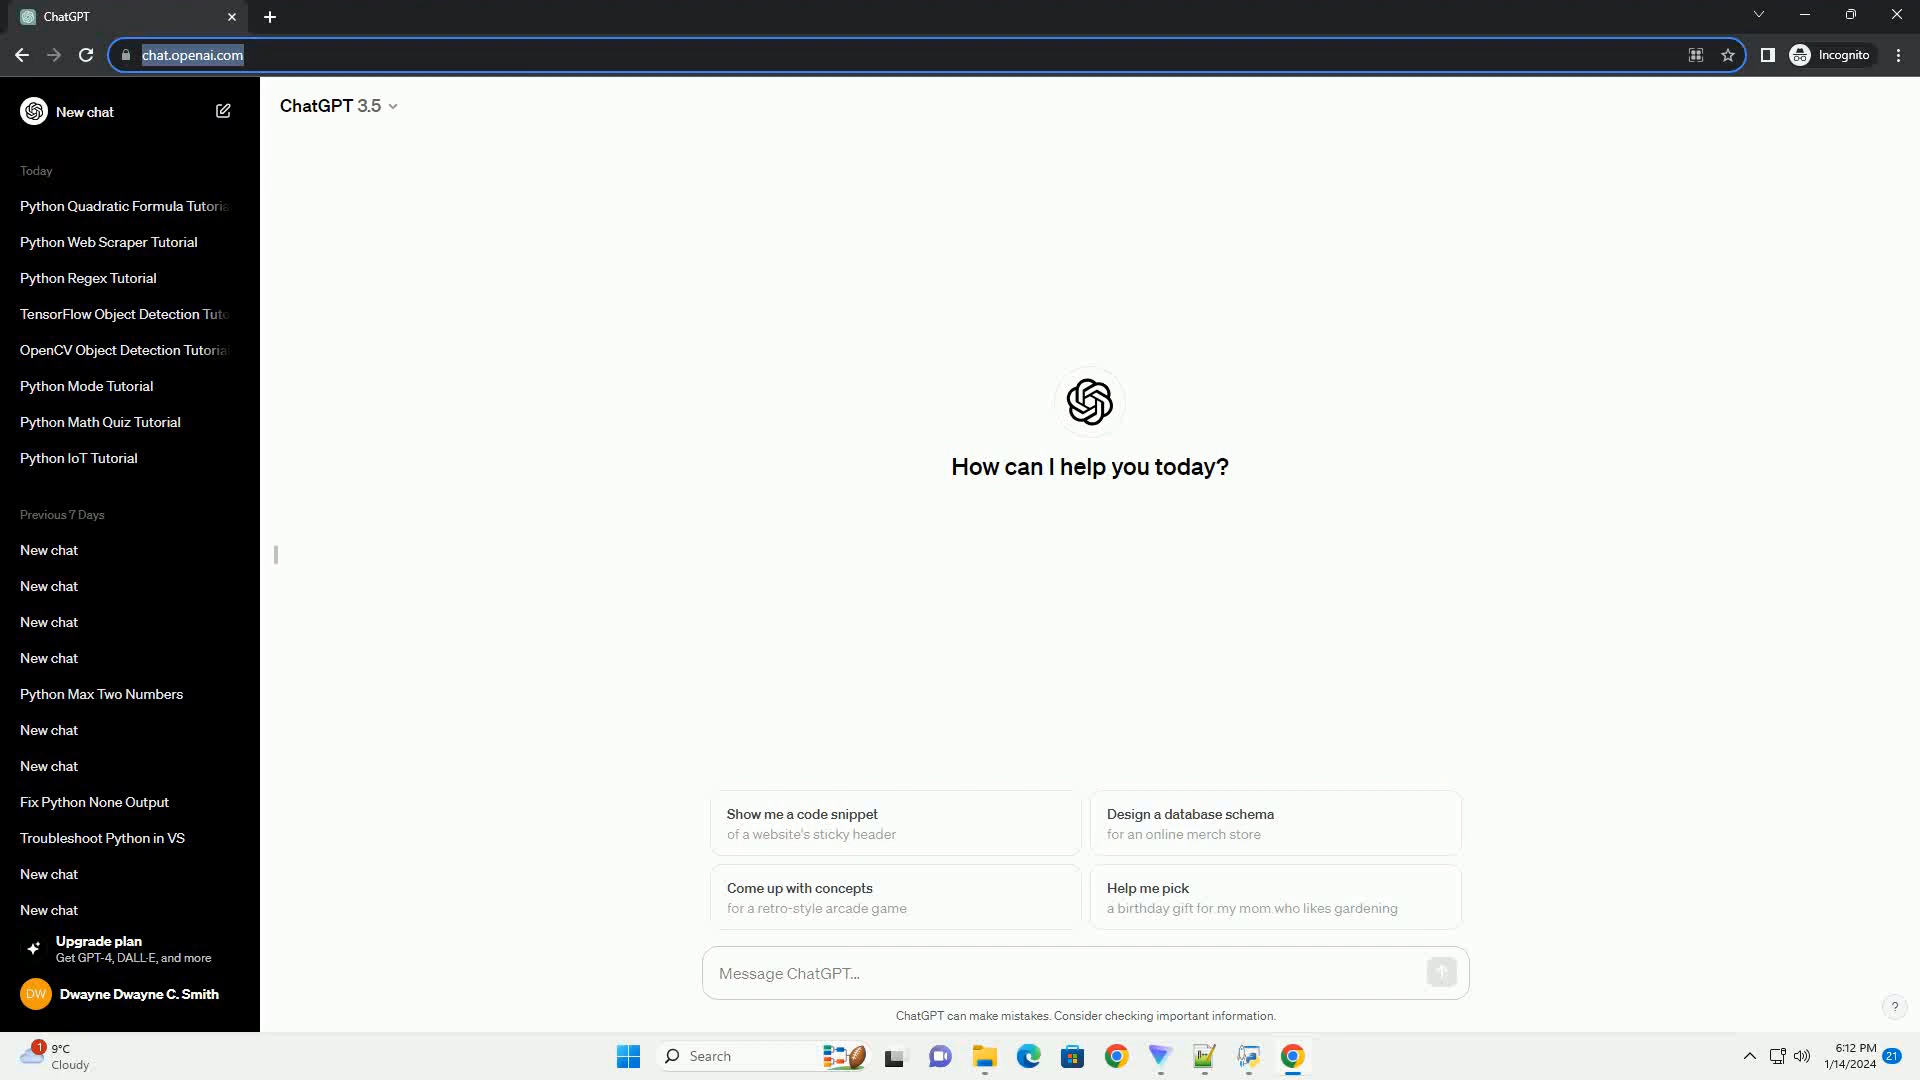 ChatGPT
chat.openai.com
Incognito
New chat
ChatGPT 3.5
Today
Python Quadratic Formula Tutoria
Python Web Scraper Tutorial
Python Regex Tutorial
TensorFlow Object Detection Tuto
OpenCV Object Detection Tutorial
Python Mode Tutorial
Python Math Quiz Tutorial
Python IoT Tutorial
Previous 7 Days
New chat
New chat
New chat
New chat
Python Max Two Numbers
New chat
New chat
Fix Python None Output
Troubleshoot Python in VS
New chat
New chat
Upgrade plan
Get GPT-4, DALL·E, and more
DW
Dwayne Dwayne C. Smith
How can I help you today?
Show me a code snippet
of a website's sticky header
Design a database schema
for an online merch store
Come up with concepts
for a retro-style arcade game
Help me pick
a birthday gift for my mom who likes gardening
Message ChatGPT...
ChatGPT can make mistakes. Consider checking important information.
?
1
9°C
Cloudy
Search
6:12 PM
1/14/2024
21